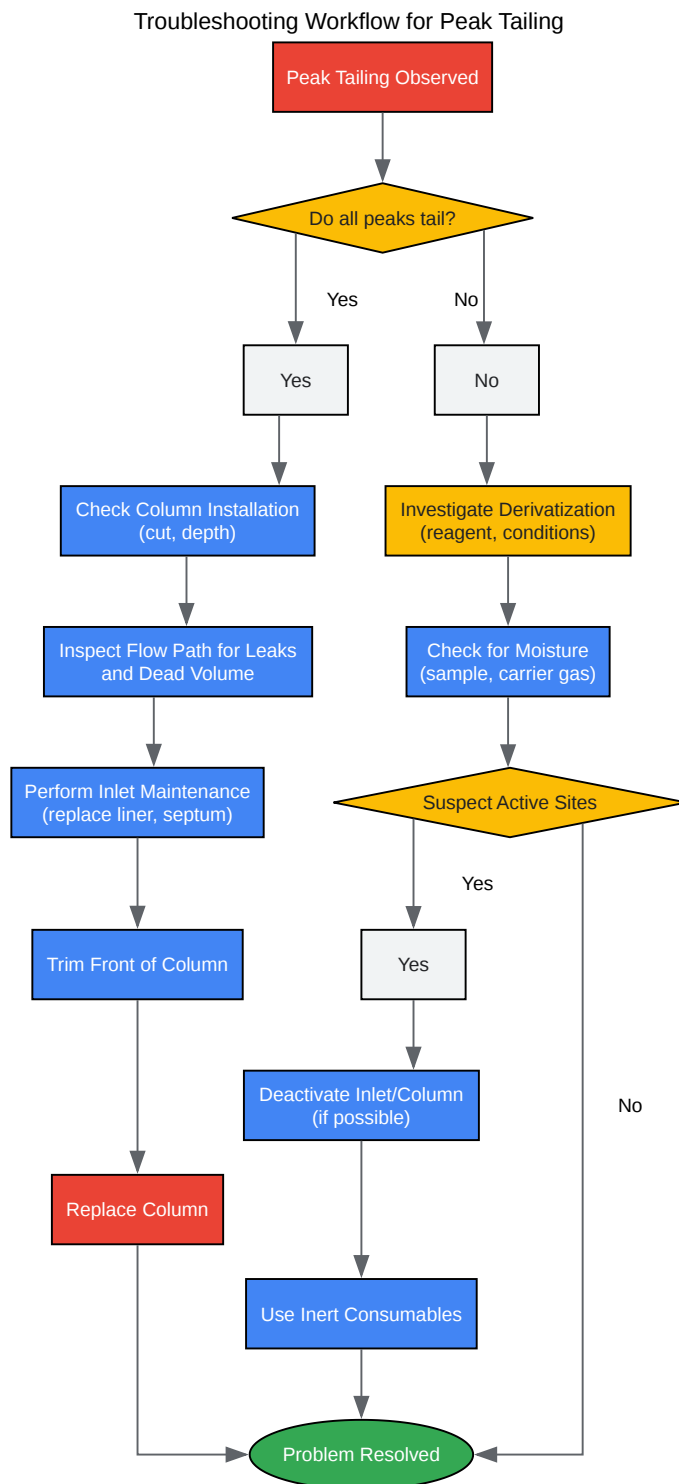 Troubleshooting Workflow for Peak Tailing
Peak Tailing Observed
Do all peaks tail?
Yes
No
Yes
No
Check Column Installation
(cut, depth)
Investigate Derivatization
(reagent, conditions)
Inspect Flow Path for Leaks
and Dead Volume
Check for Moisture
(sample, carrier gas)
Perform Inlet Maintenance
(replace liner, septum)
Suspect Active Sites
Yes
Trim Front of Column
Yes
Deactivate Inlet/Column
(if possible)
No
Replace Column
Use Inert Consumables
Problem Resolved